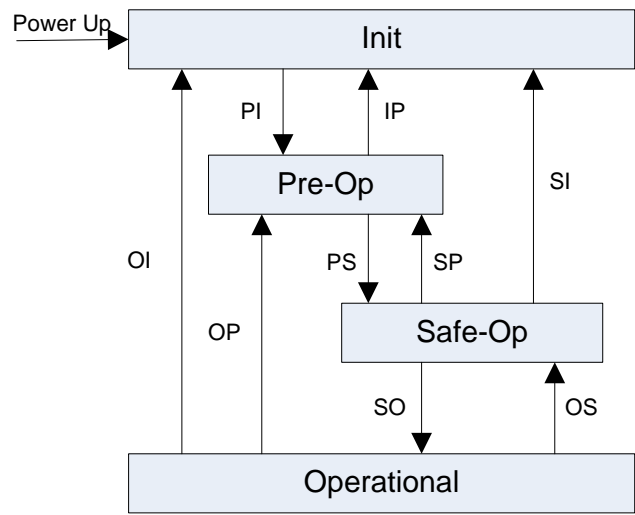 Power Up
Init
PI
IP
Pre-Op
SI
OI
PS
SP
OP
Safe-Op
SO
OS
Operational